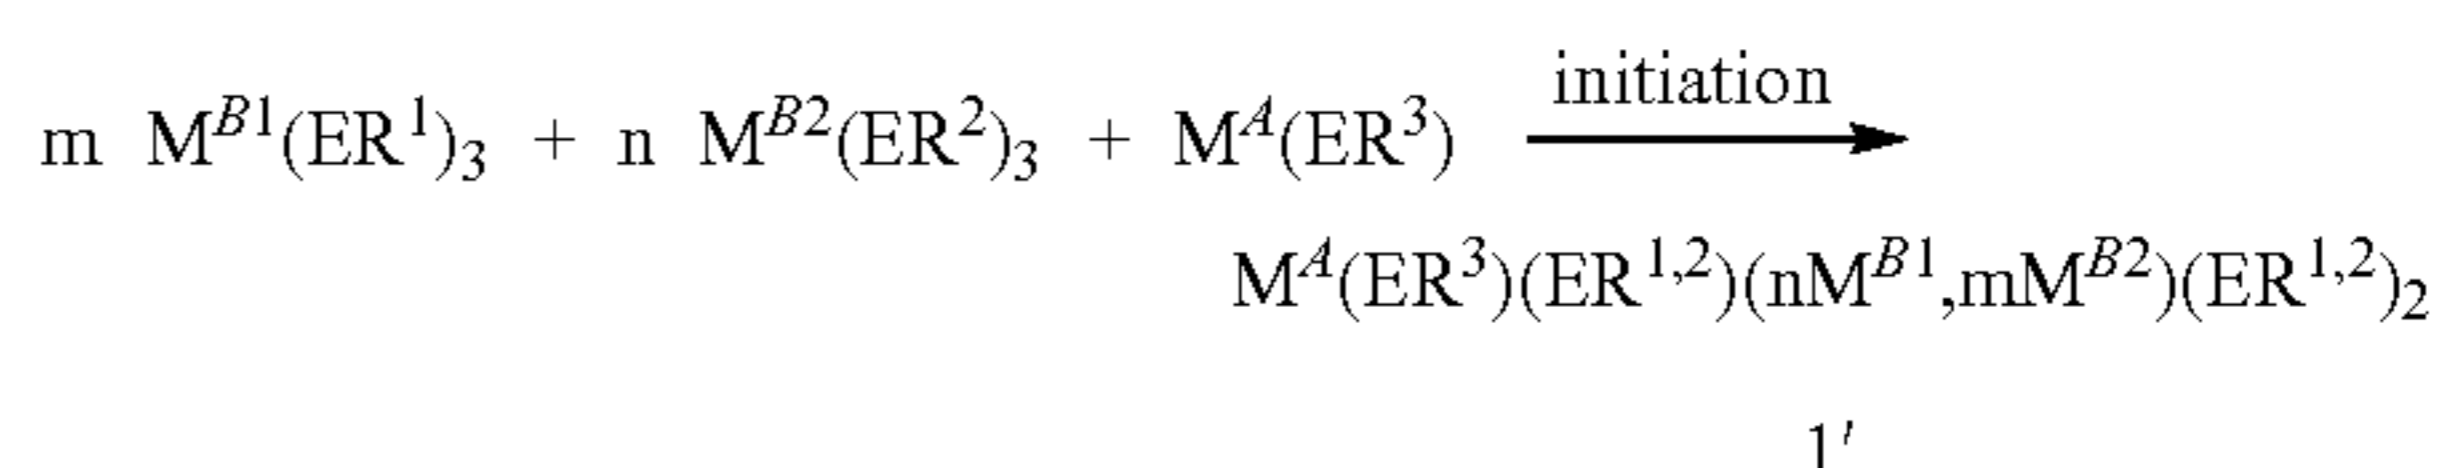 initiation
m M^{B1}(ER^1)_3 + n M^{B2}(ER^2)_3 + M^A(ER^3)
M^A(ER^3)(ER^{1,2})(nM^{B1},mM^{B2})(ER^{1,2})_2
1′